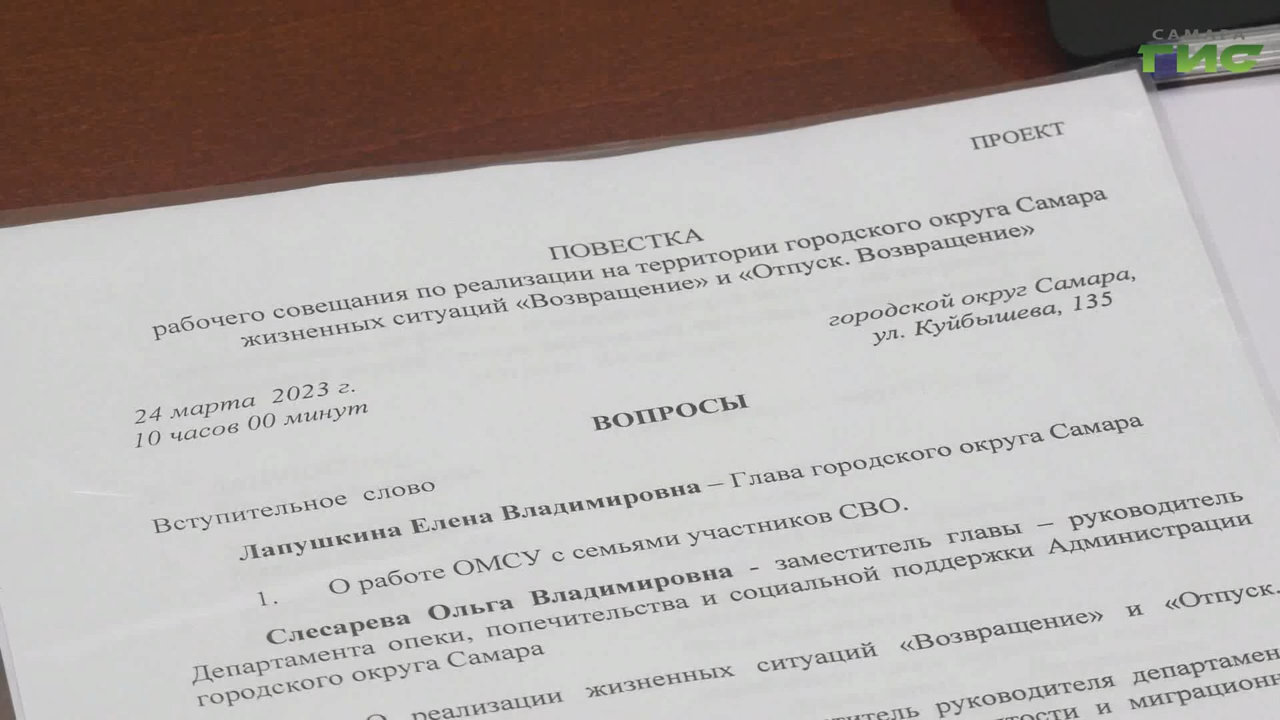 САМАРА
ГИС
ПРОЕКТ
ПОВЕСТКА
рабочего совещания по реализации на территории городского округа Самара
жизненных ситуаций «Возвращение» и «Отпуск. Возвращение»
городской округ Самара,
ул. Куйбышева, 135
24 марта 2023 г.
10 часов 00 минут
ВОПРОСЫ
Вступительное слово
Лапушкина Елена Владимировна – Глава городского округа Самара
1. О работе ОМСУ с семьями участников СВО.
Слесарева Ольга Владимировна - заместитель главы – руководитель
Департамента опеки, попечительства и социальной поддержки Администрации
городского округа Самара
О реализации жизненных ситуаций «Возвращение» и «Отпуск.
руководителя
и